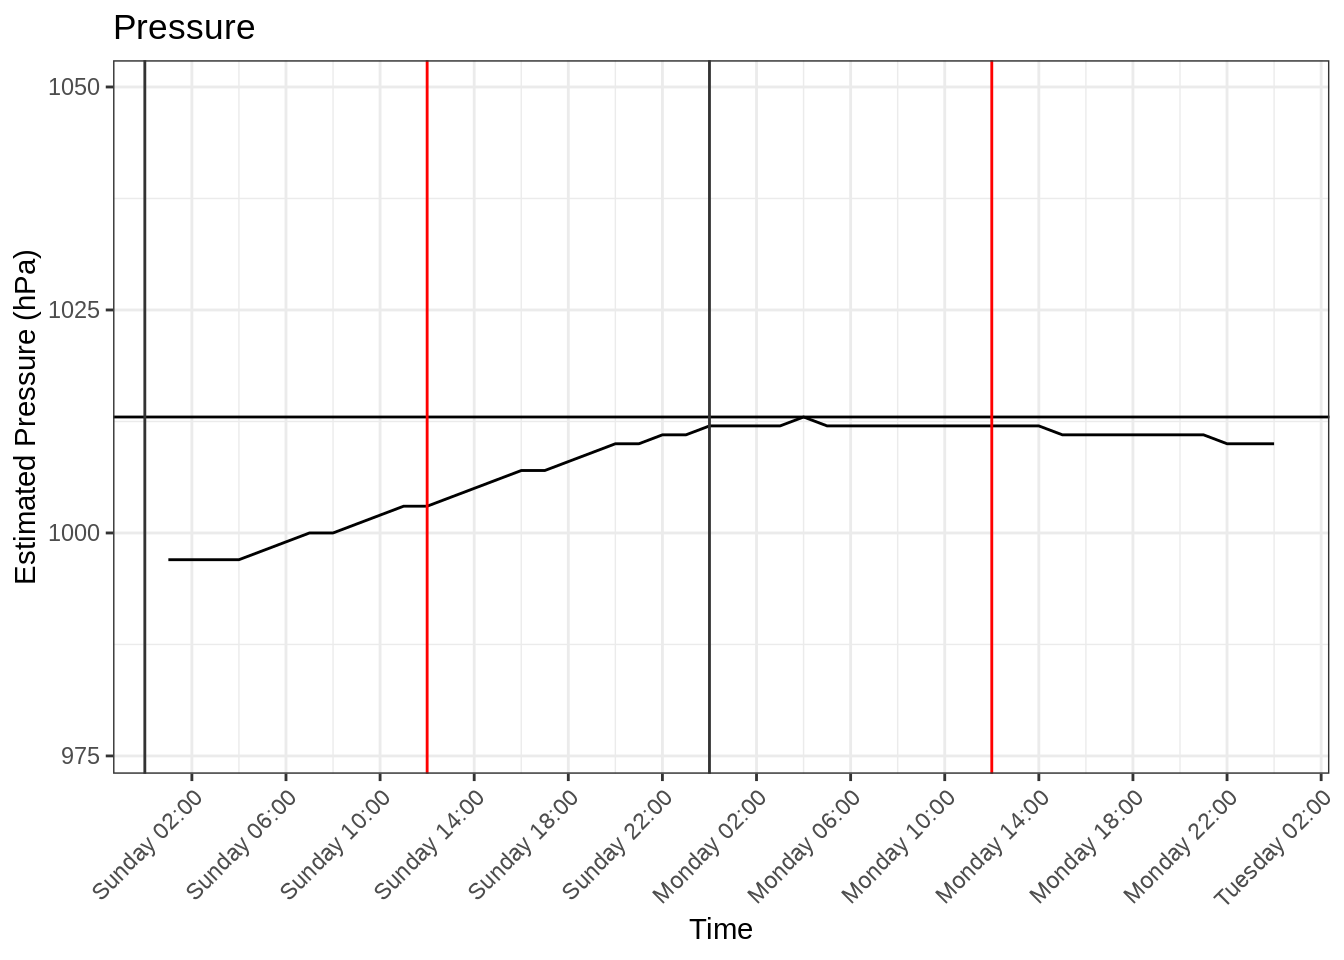 Pressure
1050
1025
1000
975
Estimated Pressure (hPa)
Sunday 02:00
Sunday 06:00
Sunday 10:00
Sunday 14:00
Sunday 18:00
Sunday 22:00
Monday 02:00
Monday 06:00
Monday 10:00
Monday 14:00
Monday 18:00
Monday 22:00
Tuesday 02:00
Time